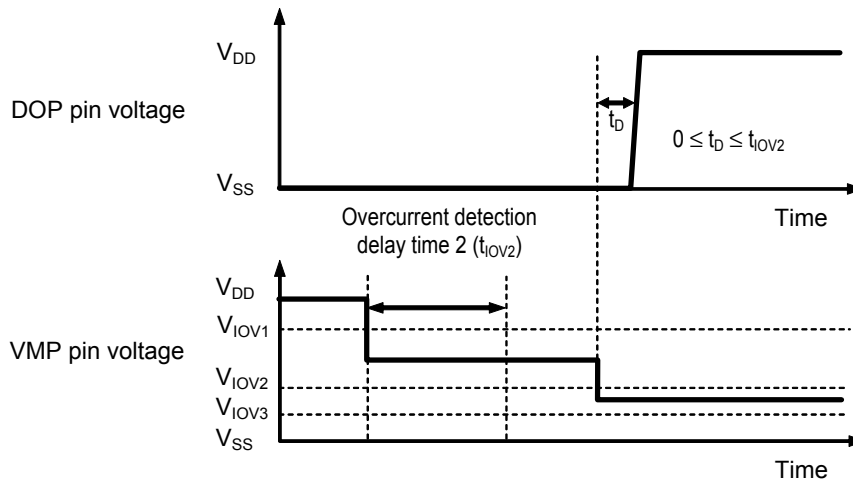 V_DD
DOP pin voltage
t_D
0 ≤ t_D ≤ t_IOV2
V_SS
Time
Overcurrent detection
delay time 2 (t_IOV2)
V_DD
V_IOV1
VMP pin voltage
V_IOV2
V_IOV3
V_SS
Time